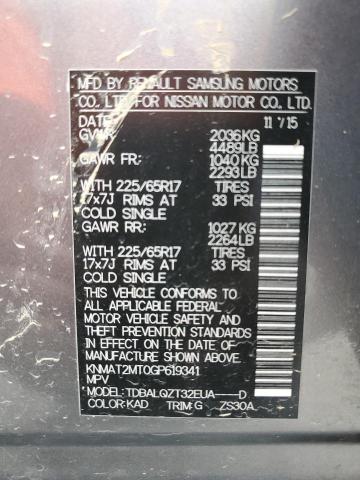 MFD BY RENAULT SAMSUNG MOTORS
CO. LTD. FOR NISSAN MOTOR CO., LTD.
DATE: 11 / 15
GVWR: 2036KG
4489LB
GAWR FR: 1040 KG
2293LB
WITH 225/65R17 TIRES
17x7J RIMS AT 33 PSI
COLD SINGLE
GAWR RR: 1027 KG
2264LB
WITH 225/65R17 TIRES
17x7J RIMS AT 33 PSI
COLD SINGLE
THIS VEHICLE CONFORMS TO
ALL APPLICABLE FEDERAL
MOTOR VEHICLE SAFETY AND
THEFT PREVENTION STANDARDS
IN EFFECT ON THE DATE OF
MANUFACTURE SHOWN ABOVE.
KNMAT2MT0GP619341
MPV
MODEL: TDBALQZT32EUA----D
COLOR: KAD TRIM: G ZS30A